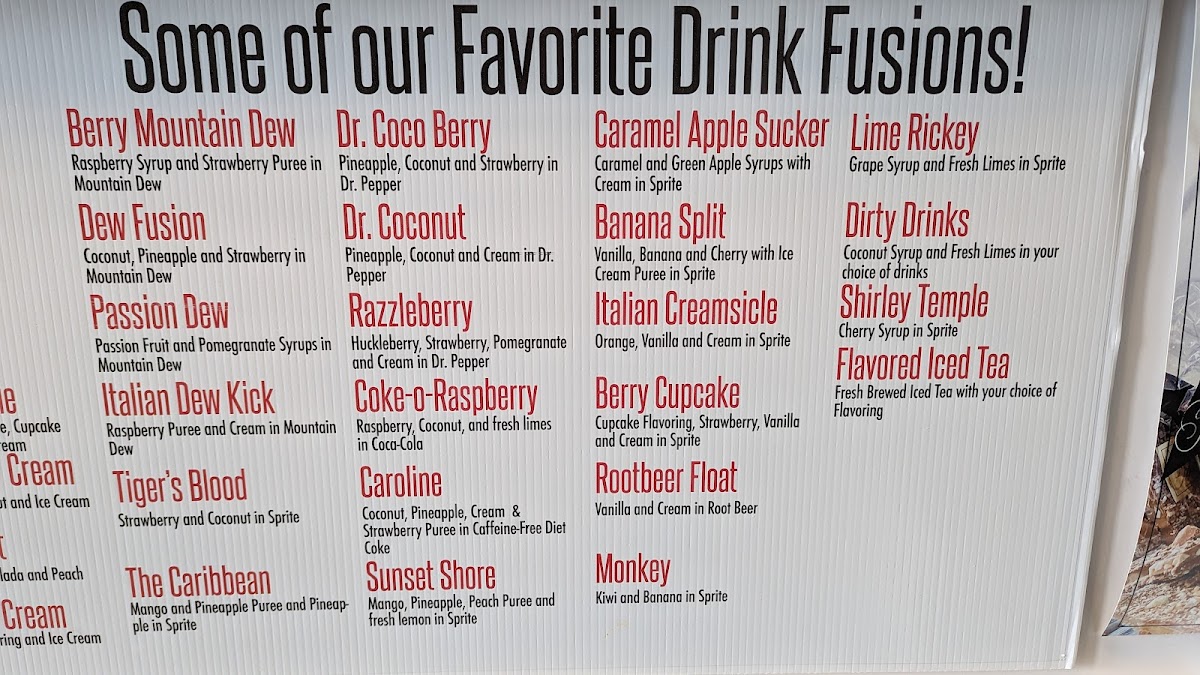 Some of our Favorite Drink Fusions!
e, Cupcake
Cream
t and Ice Cream
lada and Peach
Cream
ring and Ice Cream
Berry Mountain Dew
Raspberry Syrup and Strawberry Puree in
Mountain Dew
Dew Fusion
Coconut, Pineapple and Strawberry in
Mountain Dew
Passion Dew
Passion Fruit and Pomegranate Syrups in
Mountain Dew
Italian Dew Kick
Raspberry Puree and Cream in Mountain
Dew
Tiger's Blood
Strawberry and Coconut in Sprite
The Caribbean
Mango and Pineapple Puree and Pineap-
ple in Sprite
Dr. Coco Berry
Pineapple, Coconut and Strawberry in
Dr. Pepper
Dr. Coconut
Pineapple, Coconut and Cream in Dr.
Pepper
Razzleberry
Huckleberry, Strawberry, Pomegranate
and Cream in Dr. Pepper
Coke-o-Raspberry
Raspberry, Coconut, and fresh limes
in Coca-Cola
Caroline
Coconut, Pineapple, Cream &
Strawberry Puree in Caffeine-Free Diet
Coke
Sunset Shore
Mango, Pineapple, Peach Puree and
fresh lemon in Sprite
Caramel Apple Sucker
Caramel and Green Apple Syrups with
Cream in Sprite
Banana Split
Vanilla, Banana and Cherry with Ice
Cream Puree in Sprite
Italian Creamsicle
Orange, Vanilla and Cream in Sprite
Berry Cupcake
Cupcake Flavoring, Strawberry, Vanilla
and Cream in Sprite
Rootbeer Float
Vanilla and Cream in Root Beer
Monkey
Kiwi and Banana in Sprite
Lime Rickey
Grape Syrup and Fresh Limes in Sprite
Dirty Drinks
Coconut Syrup and Fresh Limes in your
choice of drinks
Shirley Temple
Cherry Syrup in Sprite
Flavored Iced Tea
Fresh Brewed Iced Tea with your choice of
Flavoring